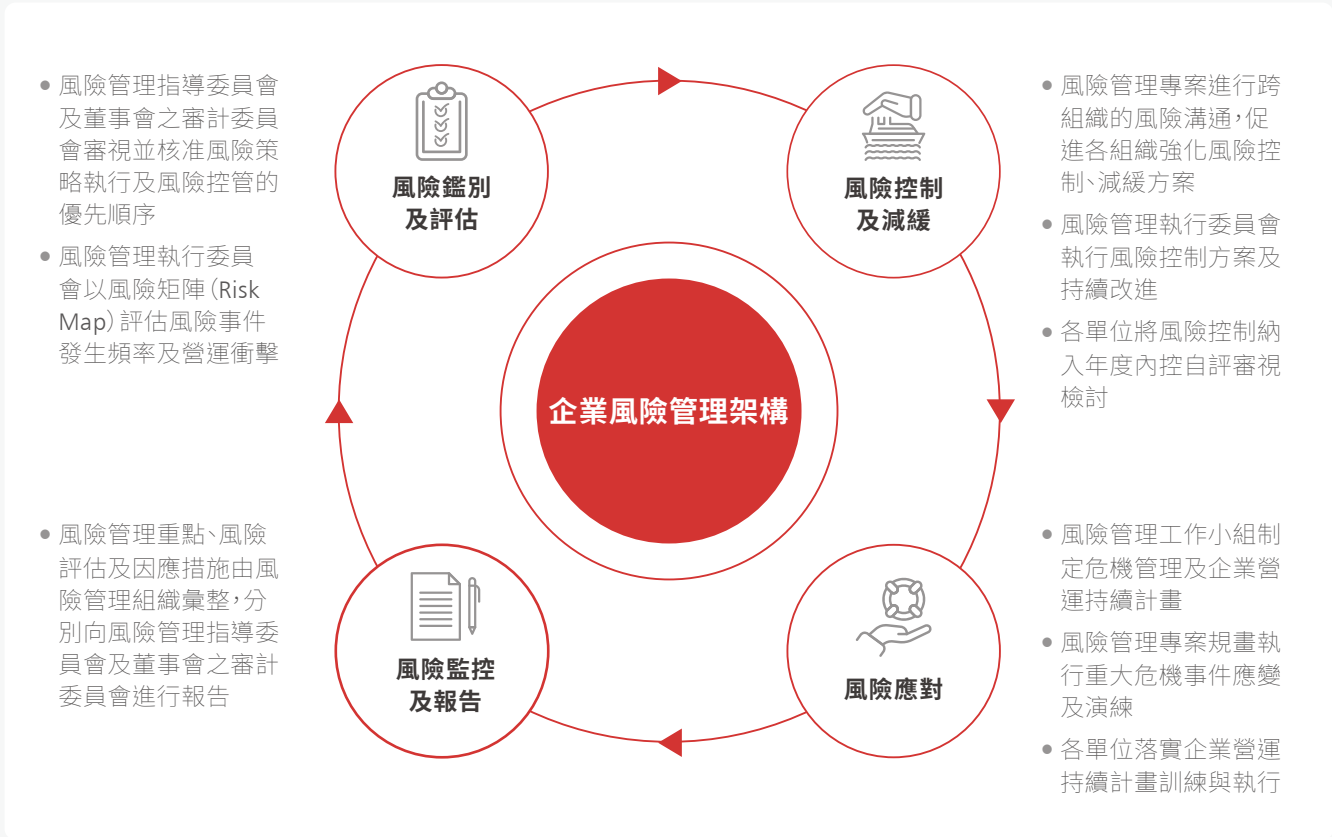 • 風險管理指導委員會
及董事會之審計委員
會審視並核准風險策
略執行及風險控管的
優先順序
• 風險管理執行委員
會以風險矩陣（Risk
Map）評估風險事件
發生頻率及營運衝擊
風險鑑別
及評估
風險控制
及減緩
• 風險管理專案進行跨
組織的風險溝通，促
進各組織強化風險控
制、減緩方案
• 風險管理執行委員會
執行風險控制方案及
持續改進
• 各單位將風險控制納
入年度內控自評審視
檢討
企業風險管理架構
• 風險管理重點、風險
評估及因應措施由風
險管理組織彙整，分
別向風險管理指導委
員會及董事會之審計
委員會進行報告
風險監控
及報告
風險應對
• 風險管理工作小組制
定危機管理及企業營
運持續計畫
• 風險管理專案規畫執
行重大危機事件應變
及演練
• 各單位落實企業營運
持續計畫訓練與執行